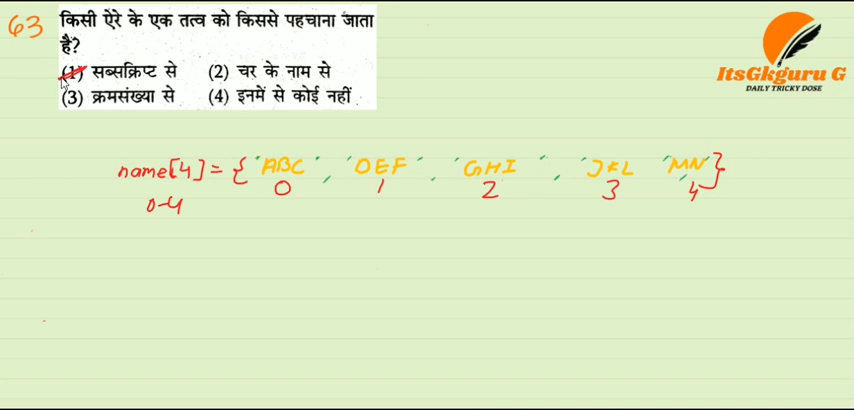 63
किसी ऐरे के एक तत्व को किससे पहचाना जाता
है?
(1) सब्सक्रिप्ट से (2) चर के नाम से
(3) क्रमसंख्या से (4) इनमें से कोई नहीं
ItsGkguru G
DAILY TRICKY DOSE
name[4] = { "ABC", "DEF", "GHI", "JKL "MN" }
0-4 0 1 2 3 4